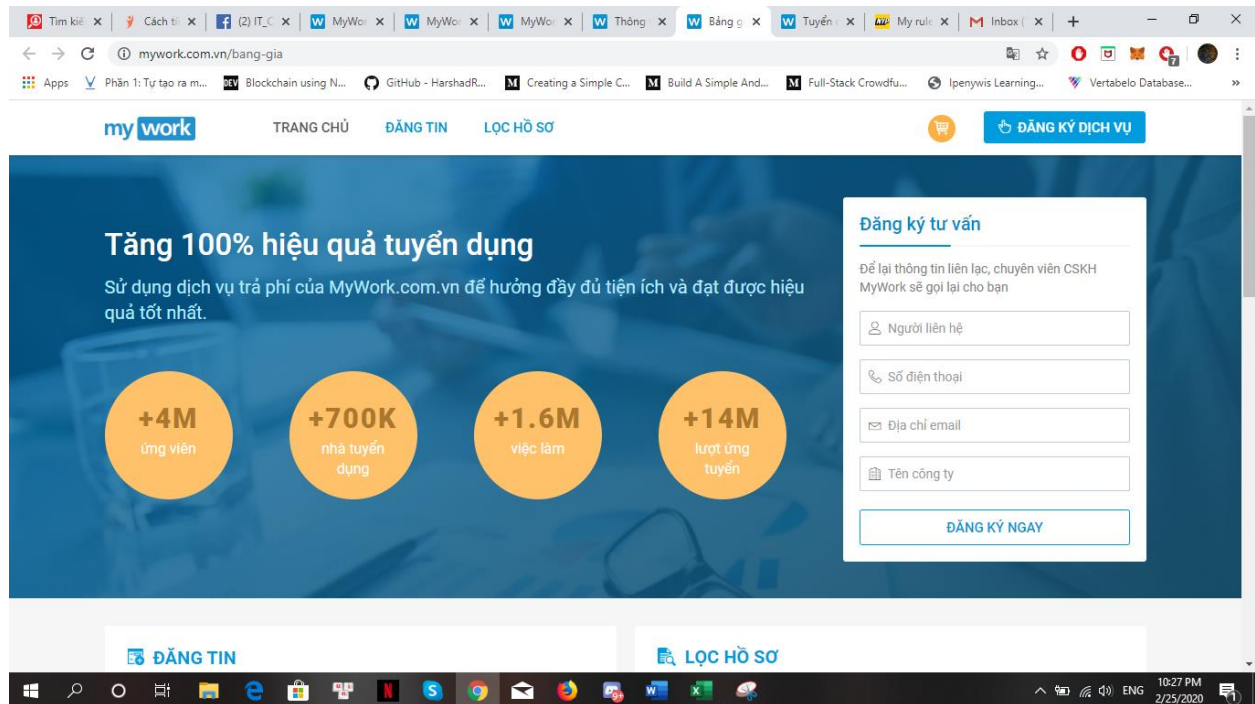 Tìm kiế
Cách tì
(2) IT_C
MyWor
MyWor
MyWor
Thông
Bảng g
Tuyển
My rule
Inbox (
mywork.com.vn/bang-gia
Apps
Phần 1: Tự tạo ra m...
DEV
Blockchain using N...
GitHub - HarshadR...
Creating a Simple C...
Build A Simple And...
Full-Stack Crowdfu...
Ipenywis Learning...
Vertabelo Database...
»
my work
TRANG CHỦ
ĐĂNG TIN
LỌC HỒ SƠ
ĐĂNG KÝ DỊCH VỤ
Tăng 100% hiệu quả tuyển dụng
Sử dụng dịch vụ trả phí của MyWork.com.vn để hưởng đầy đủ tiện ích và đạt được hiệu
quả tốt nhất.
+4M
ứng viên
+700K
nhà tuyển
dụng
+1.6M
việc làm
+14M
lượt ứng
tuyển
Đăng ký tư vấn
Để lại thông tin liên lạc, chuyên viên CSKH
MyWork sẽ gọi lại cho bạn
Người liên hệ
Số điện thoại
Địa chỉ email
Tên công ty
ĐĂNG KÝ NGAY
ĐĂNG TIN
LỌC HỒ SƠ
ENG
10:27 PM
2/25/2020